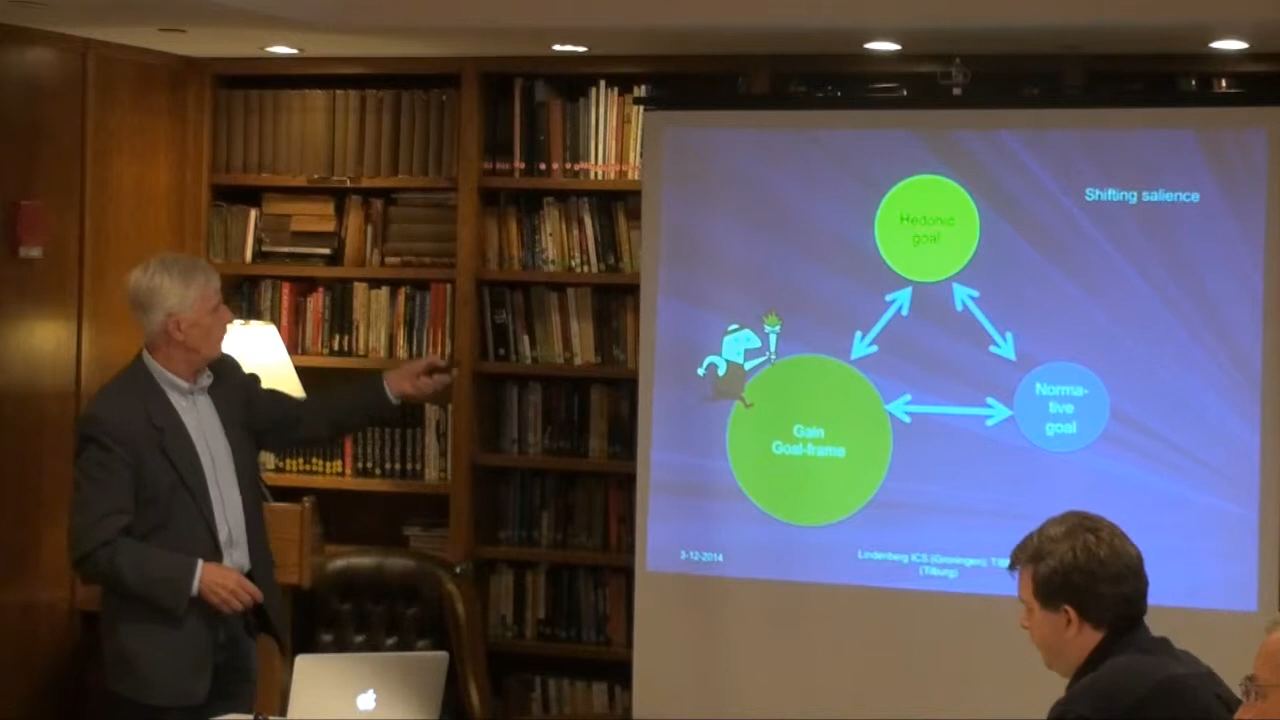 Shifting salience
Hedonic
goal
Norma-
tive
goal
Gain
Goal-frame
3-12-2014
Lindenberg ICS (Groningen);
(Tilburg)